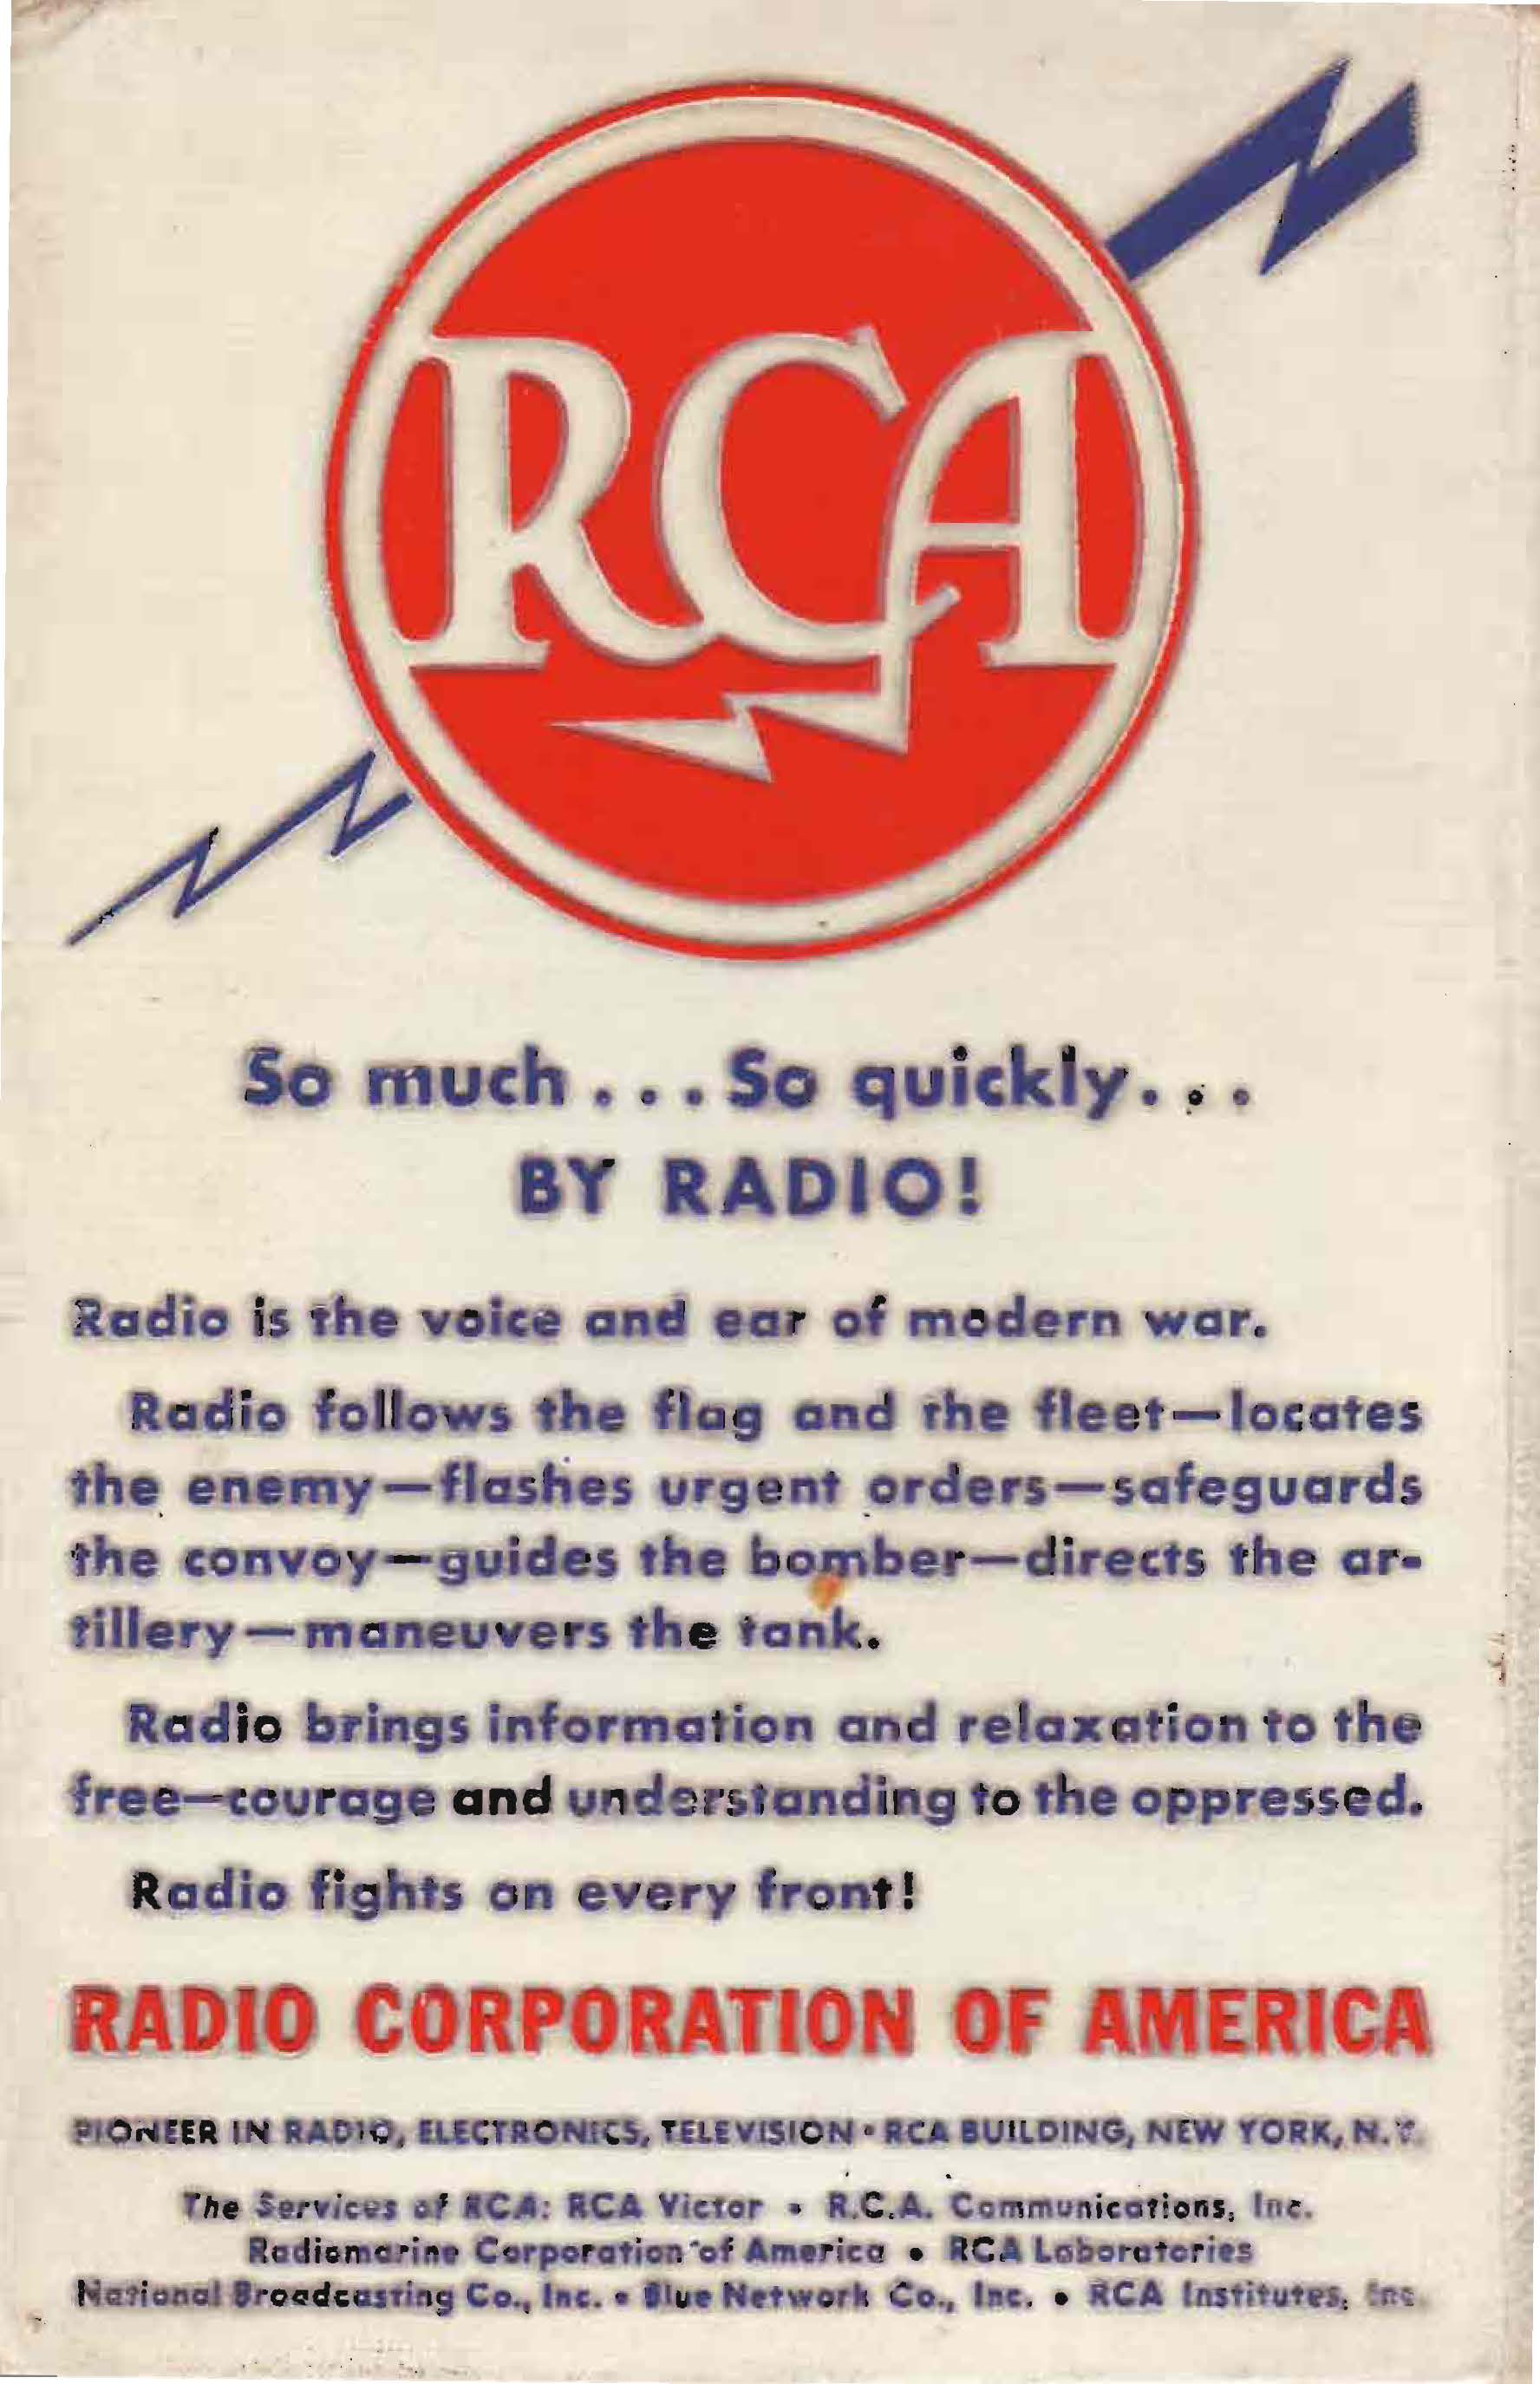 RCA
So much . . . So quickly . . .
BY RADIO!
Radio is the voice and ear of modern war.
Radio follows the flag and the fleet—locates
the enemy—flashes urgent orders—safeguards
the convoy—guides the bomber—directs the ar-
tillery—maneuvers the tank.
Radio brings information and relaxation to the
free—courage and understanding to the oppressed.
Radio fights on every front!
RADIO CORPORATION OF AMERICA
PIONEER IN RADIO, ELECTRONICS, TELEVISION • RCA BUILDING, NEW YORK, N.Y.
The Services of RCA: RCA Victor • R.C.A. Communications, Inc.
Radiomarine Corporation of America • RCA Laboratories
National Broadcasting Co., Inc. • Blue Network Co., Inc. • RCA Institutes, Inc.